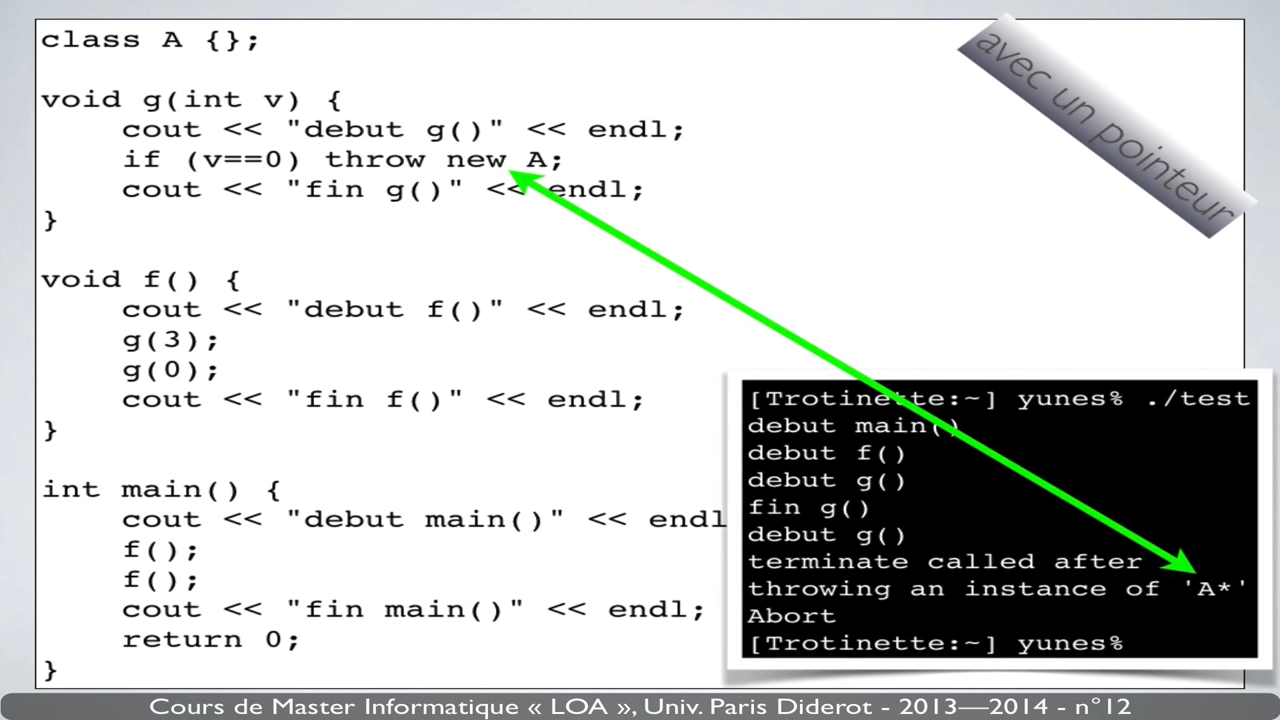 class A {};
void g(int v) {
cout << "debut g()" << endl;
if (v==0) throw new A;
cout << "fin g()" << endl;
}
void f() {
cout << "debut f()" << endl;
g(3);
g(0);
cout << "fin f()" << endl;
}
int main() {
cout << "debut main()" << endl
f();
f();
cout << "fin main()" << endl;
return 0;
}
avec un pointeur
[Trotinette:~] yunes% ./test
debut main()
debut f()
debut g()
fin g()
debut g()
terminate called after
throwing an instance of 'A*'
Abort
[Trotinette:~] yunes%
Cours de Master Informatique « LOA », Univ. Paris Diderot - 2013—2014 - n°12